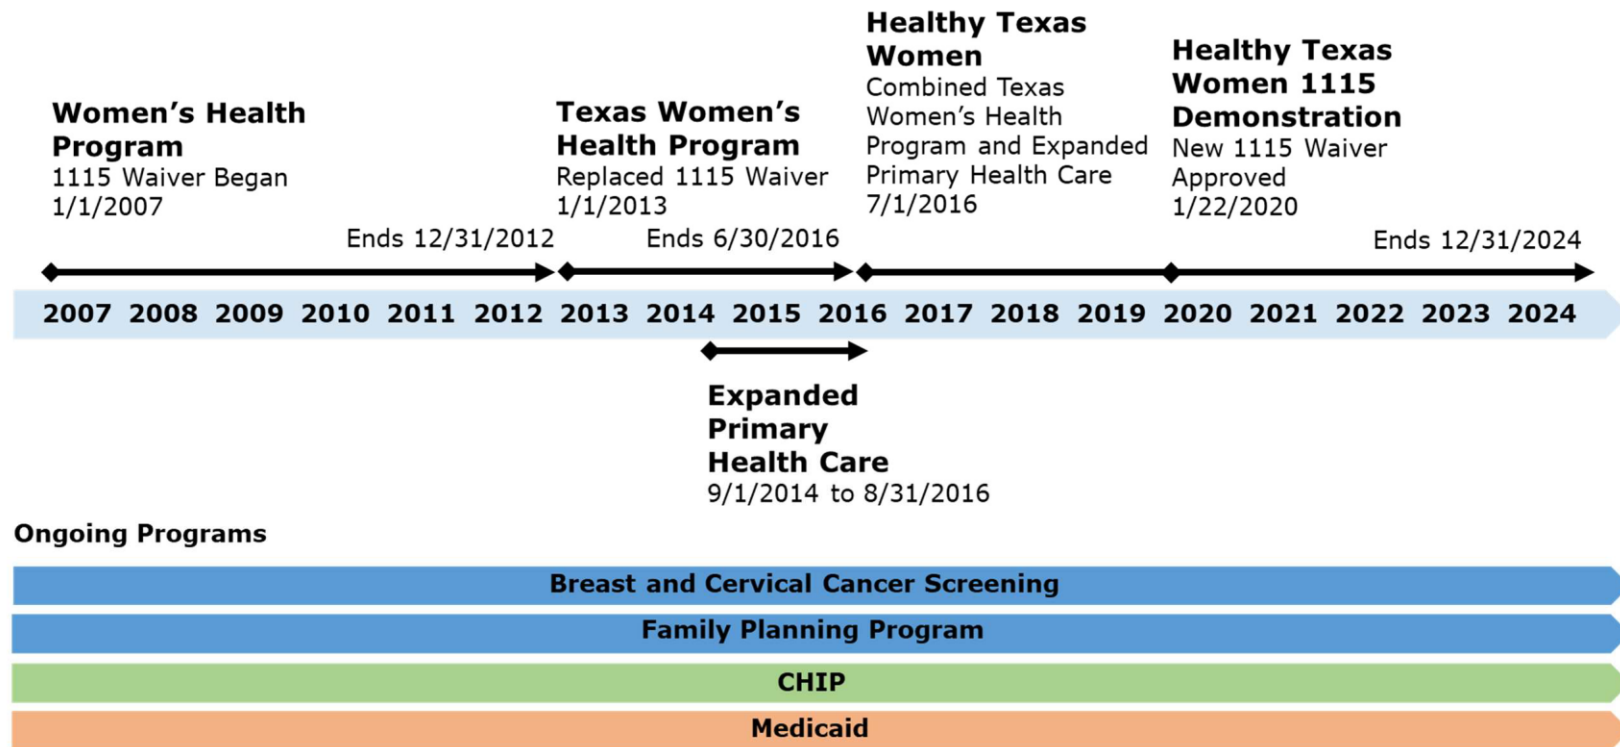 Women's Health
Program
1115 Waiver Began
1/1/2007
Ends 12/31/2012
Texas Women's
Health Program
Replaced 1115 Waiver
1/1/2013
Ends 6/30/2016
Healthy Texas
Women
Combined Texas
Women's Health
Program and Expanded
Primary Health Care
7/1/2016
Healthy Texas
Women 1115
Demonstration
New 1115 Waiver
Approved
1/22/2020
Ends 12/31/2024
2007 2008 2009 2010 2011 2012 2013 2014 2015 2016 2017 2018 2019 2020 2021 2022 2023 2024
Expanded
Primary
Health Care
9/1/2014 to 8/31/2016
Ongoing Programs
Breast and Cervical Cancer Screening
Family Planning Program
CHIP
Medicaid